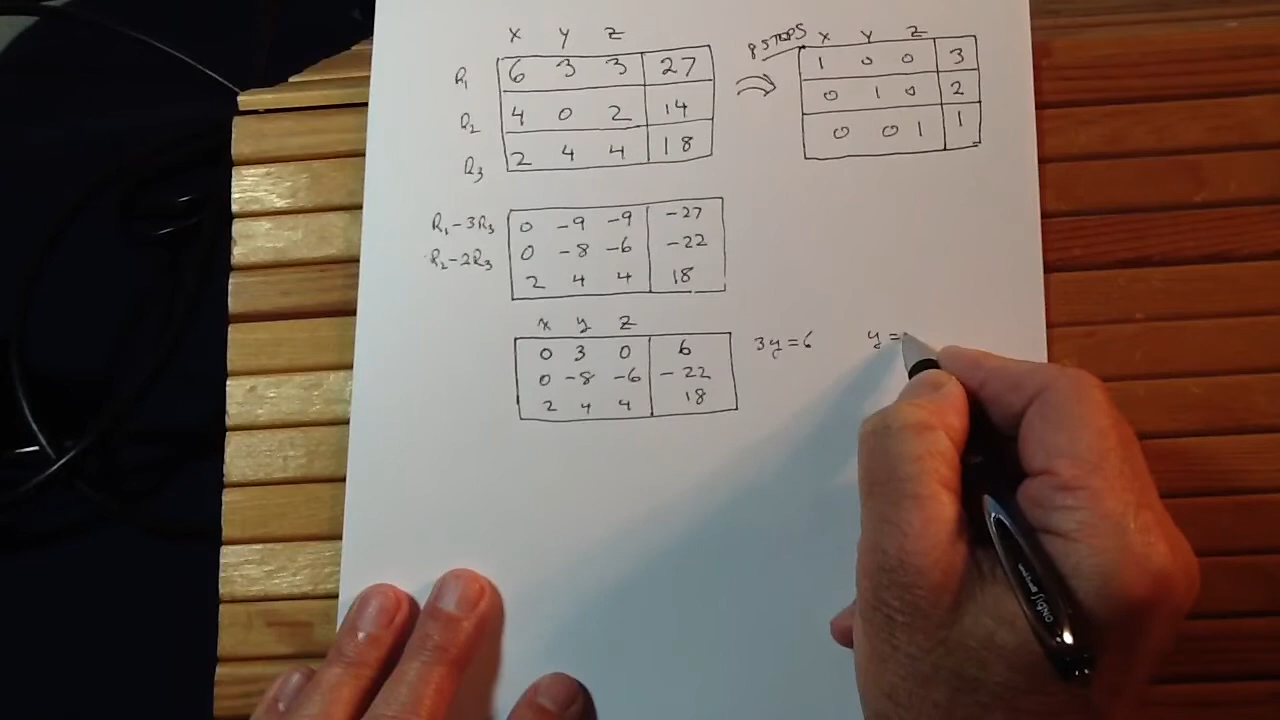 x y z
R1 6 3 3 27
R2 4 0 2 14
R3 2 4 4 18
8 STEPS
x y z
1 0 0 3
0 1 0 2
0 0 1 1
R1-3R3 0 -9 -9 -27
R2-2R3 0 -8 -6 -22
2 4 4 18
x y z
0 3 0 6 3y=6 y=
0 -8 -6 -22
2 4 4 18
uni-ball SIGNO